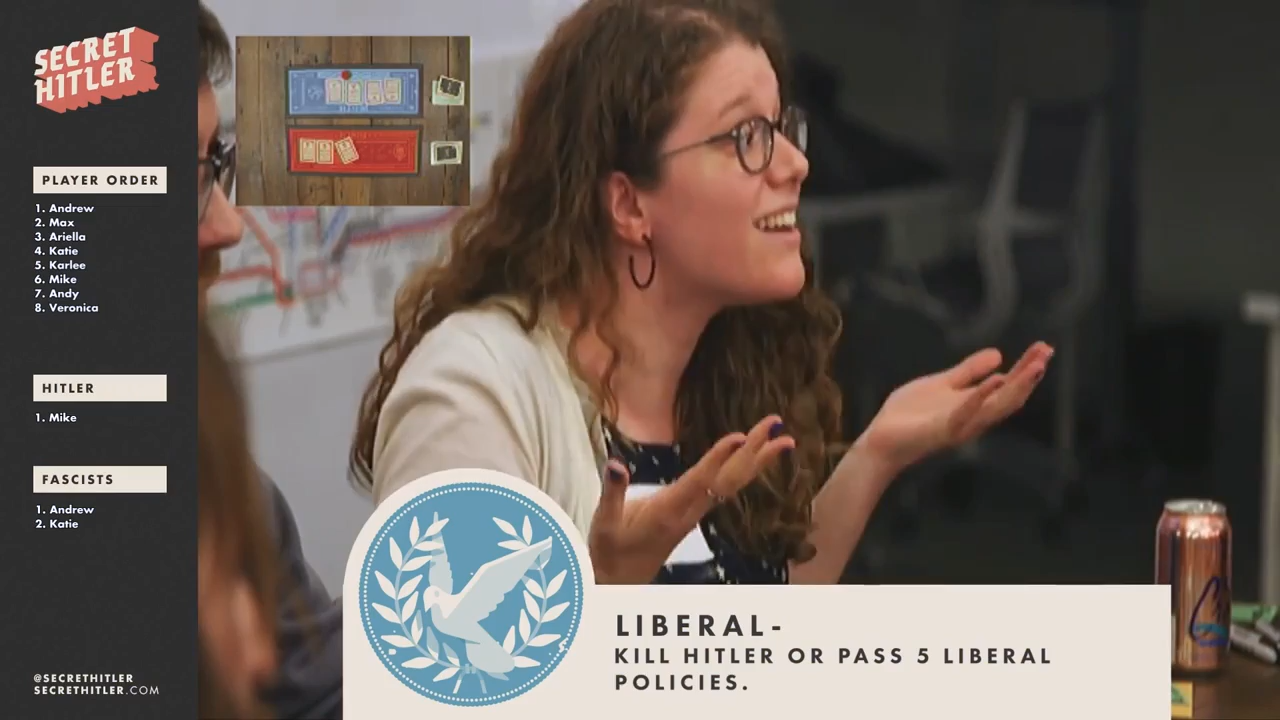 SECRET
HITLER
PLAYER ORDER
1. Andrew
2. Max
3. Ariella
4. Katie
5. Karlee
6. Mike
7. Andy
8. Veronica
HITLER
1. Mike
FASCISTS
1. Andrew
2. Katie
@SECRETHITLER
SECRETHITLER.COM
LIBERAL-
KILL HITLER OR PASS 5 LIBERAL
POLICIES.